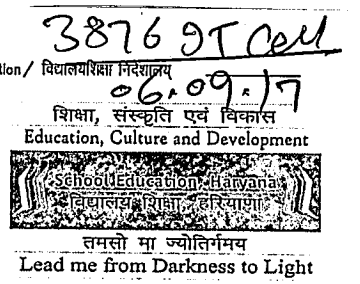 3876 IT Cell
tion / विद्यालयशिक्षा निदेशालय
06.09.17
शिक्षा, संस्कृति एवं विकास
Education, Culture and Development
School Education, Haryana
विद्यालय शिक्षा, हरियाणा
तमसो मा ज्योतिर्गमय
Lead me from Darkness to Light